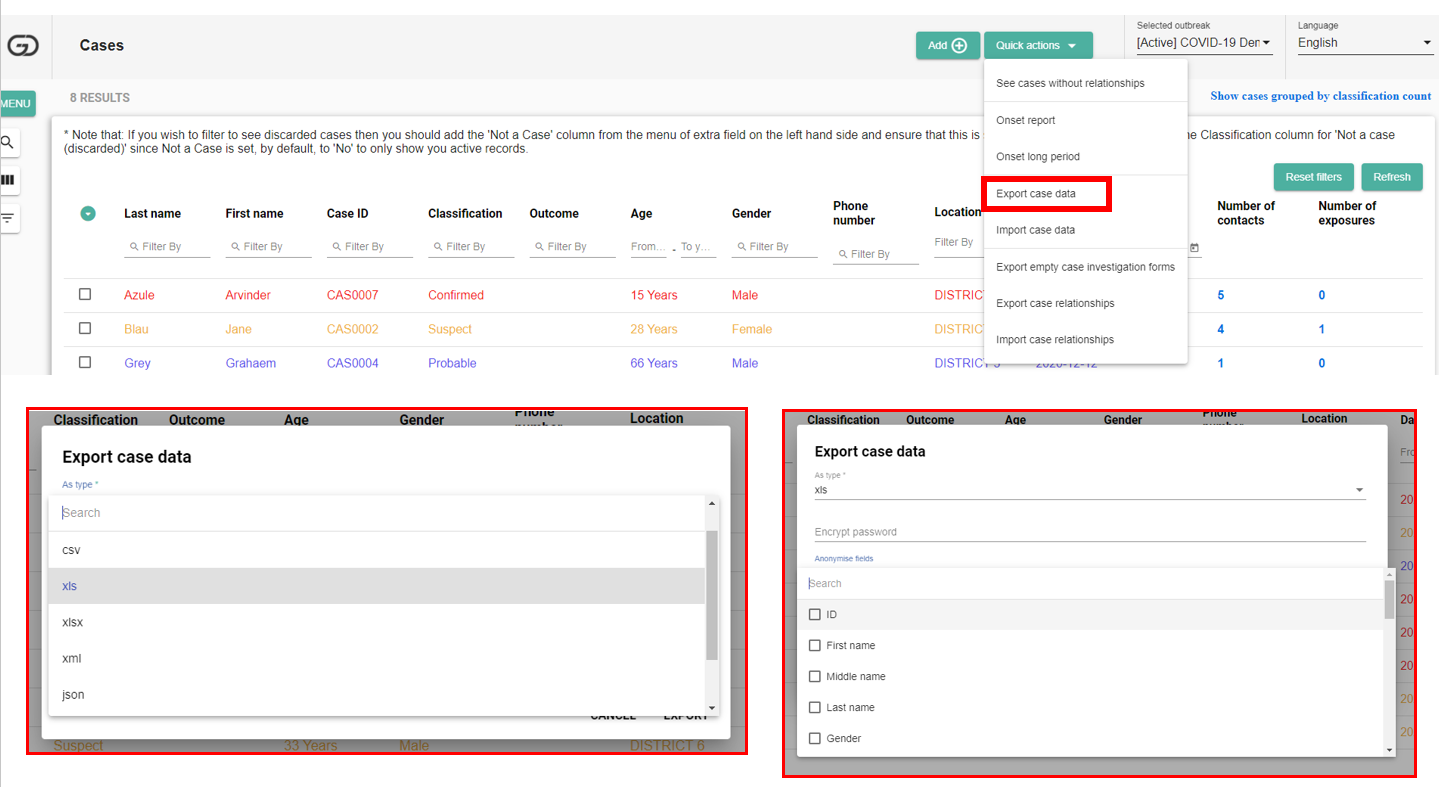 Cases
Add
Quick actions
Selected outbreak
[Active] COVID-19 Der
Language
English
MENU
8 RESULTS
See cases without relationships
Show cases grouped by classification count
Onset report
* Note that: If you wish to filter to see discarded cases then you should add the 'Not a Case' column from the menu of extra field on the left hand side and ensure that this is
ne Classification column for 'Not a case
(discarded)' since Not a Case is set, by default, to 'No' to only show you active records.
Onset long period
Reset filters
Refresh
Export case data
Import case data
Export empty case investigation forms
Export case relationships
Import case relationships
Last name
First name
Case ID
Classification
Outcome
Age
Gender
Phone
number
Location
Number of
contacts
Number of
exposures
Filter By
Filter By
Filter By
Filter By
Filter By
From...
-
To y...
Filter By
Filter By
Filter By
Azule Arvinder CAS0007 Confirmed 15 Years Male DISTRIC 5 0
Blau Jane CAS0002 Suspect 28 Years Female DISTRIC 4 1
Grey Grahaem CAS0004 Probable 66 Years Male DISTRICT 2020-12-12 1 0
Classification Outcome Age Gender Phone number Location
Export case data
As type *
Search
csv
xls
xlsx
xml
json
CANCEL EXPORT
Suspect 33 Years Male DISTRICT 6
Classification Outcome Age Gender Phone number Location Da
Export case data
As type *
xls
Fro
Encrypt password
Anonymise fields
Search
ID
First name
Middle name
Last name
Gender
20
20
20
20
20
20
20
20